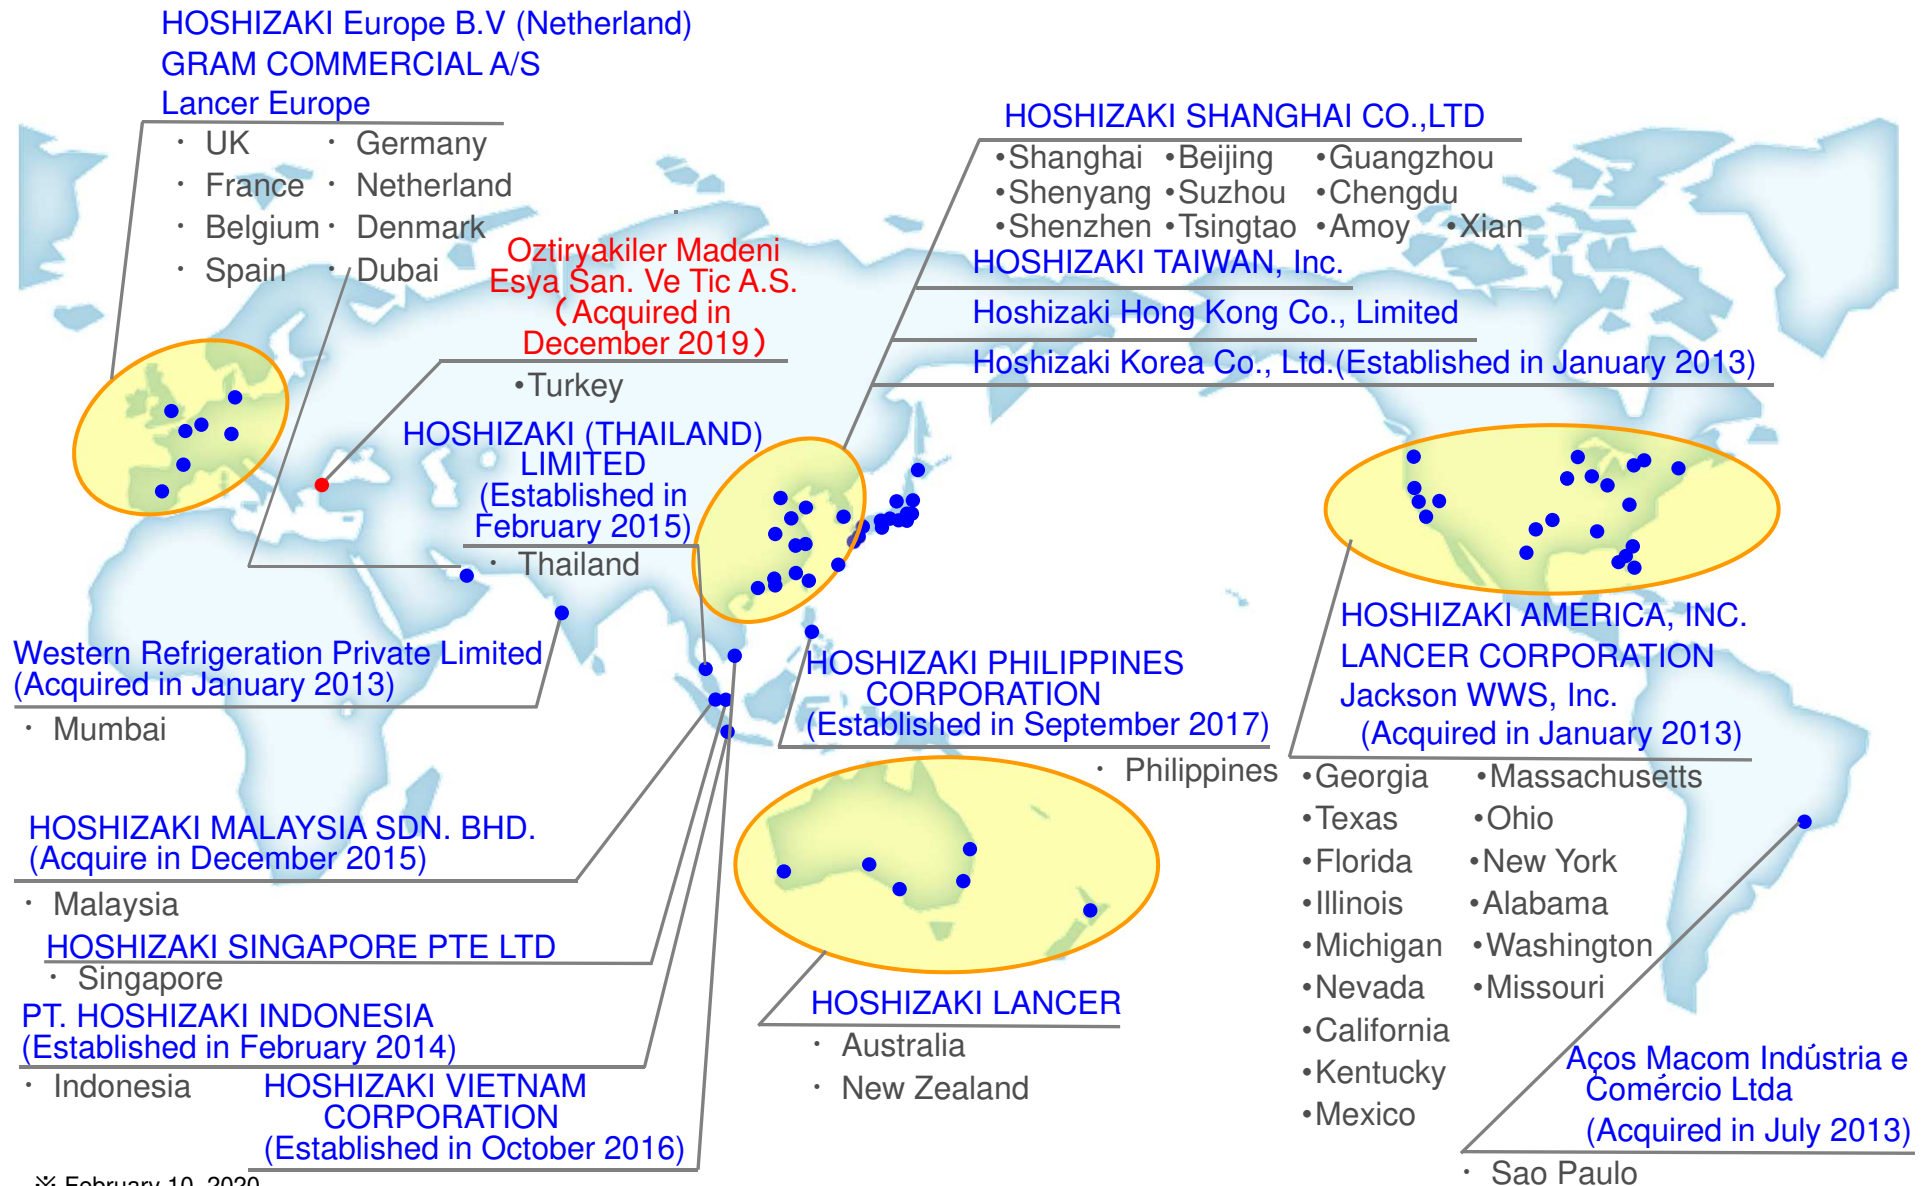 HOSHIZAKI Europe B.V (Netherland)
GRAM COMMERCIAL A/S
Lancer Europe
・ UK ・ Germany
・ France ・ Netherland
・ Belgium ・ Denmark
・ Spain ・ Dubai
Oztiryakiler Madeni
Esya San. Ve Tic A.S.
（Acquired in
December 2019）
•Turkey
HOSHIZAKI SHANGHAI CO.,LTD
•Shanghai •Beijing •Guangzhou
•Shenyang •Suzhou •Chengdu
•Shenzhen •Tsingtao •Amoy •Xian
HOSHIZAKI TAIWAN, Inc.
Hoshizaki Hong Kong Co., Limited
Hoshizaki Korea Co., Ltd.(Established in January 2013)
HOSHIZAKI (THAILAND)
LIMITED
(Established in
February 2015)
・ Thailand
Western Refrigeration Private Limited
(Acquired in January 2013)
・ Mumbai
HOSHIZAKI PHILIPPINES
CORPORATION
(Established in September 2017)
・ Philippines
HOSHIZAKI AMERICA, INC.
LANCER CORPORATION
Jackson WWS, Inc.
(Acquired in January 2013)
•Georgia •Massachusetts
•Texas •Ohio
•Florida •New York
•Illinois •Alabama
•Michigan •Washington
•Nevada •Missouri
•California
•Kentucky
•Mexico
HOSHIZAKI MALAYSIA SDN. BHD.
(Acquire in December 2015)
・ Malaysia
HOSHIZAKI SINGAPORE PTE LTD
・ Singapore
PT. HOSHIZAKI INDONESIA
(Established in February 2014)
・ Indonesia
HOSHIZAKI VIETNAM
CORPORATION
(Established in October 2016)
HOSHIZAKI LANCER
・ Australia
・ New Zealand
Aços Macom Indústria e
Comércio Ltda
(Acquired in July 2013)
・ Sao Paulo
※ February 10, 2020